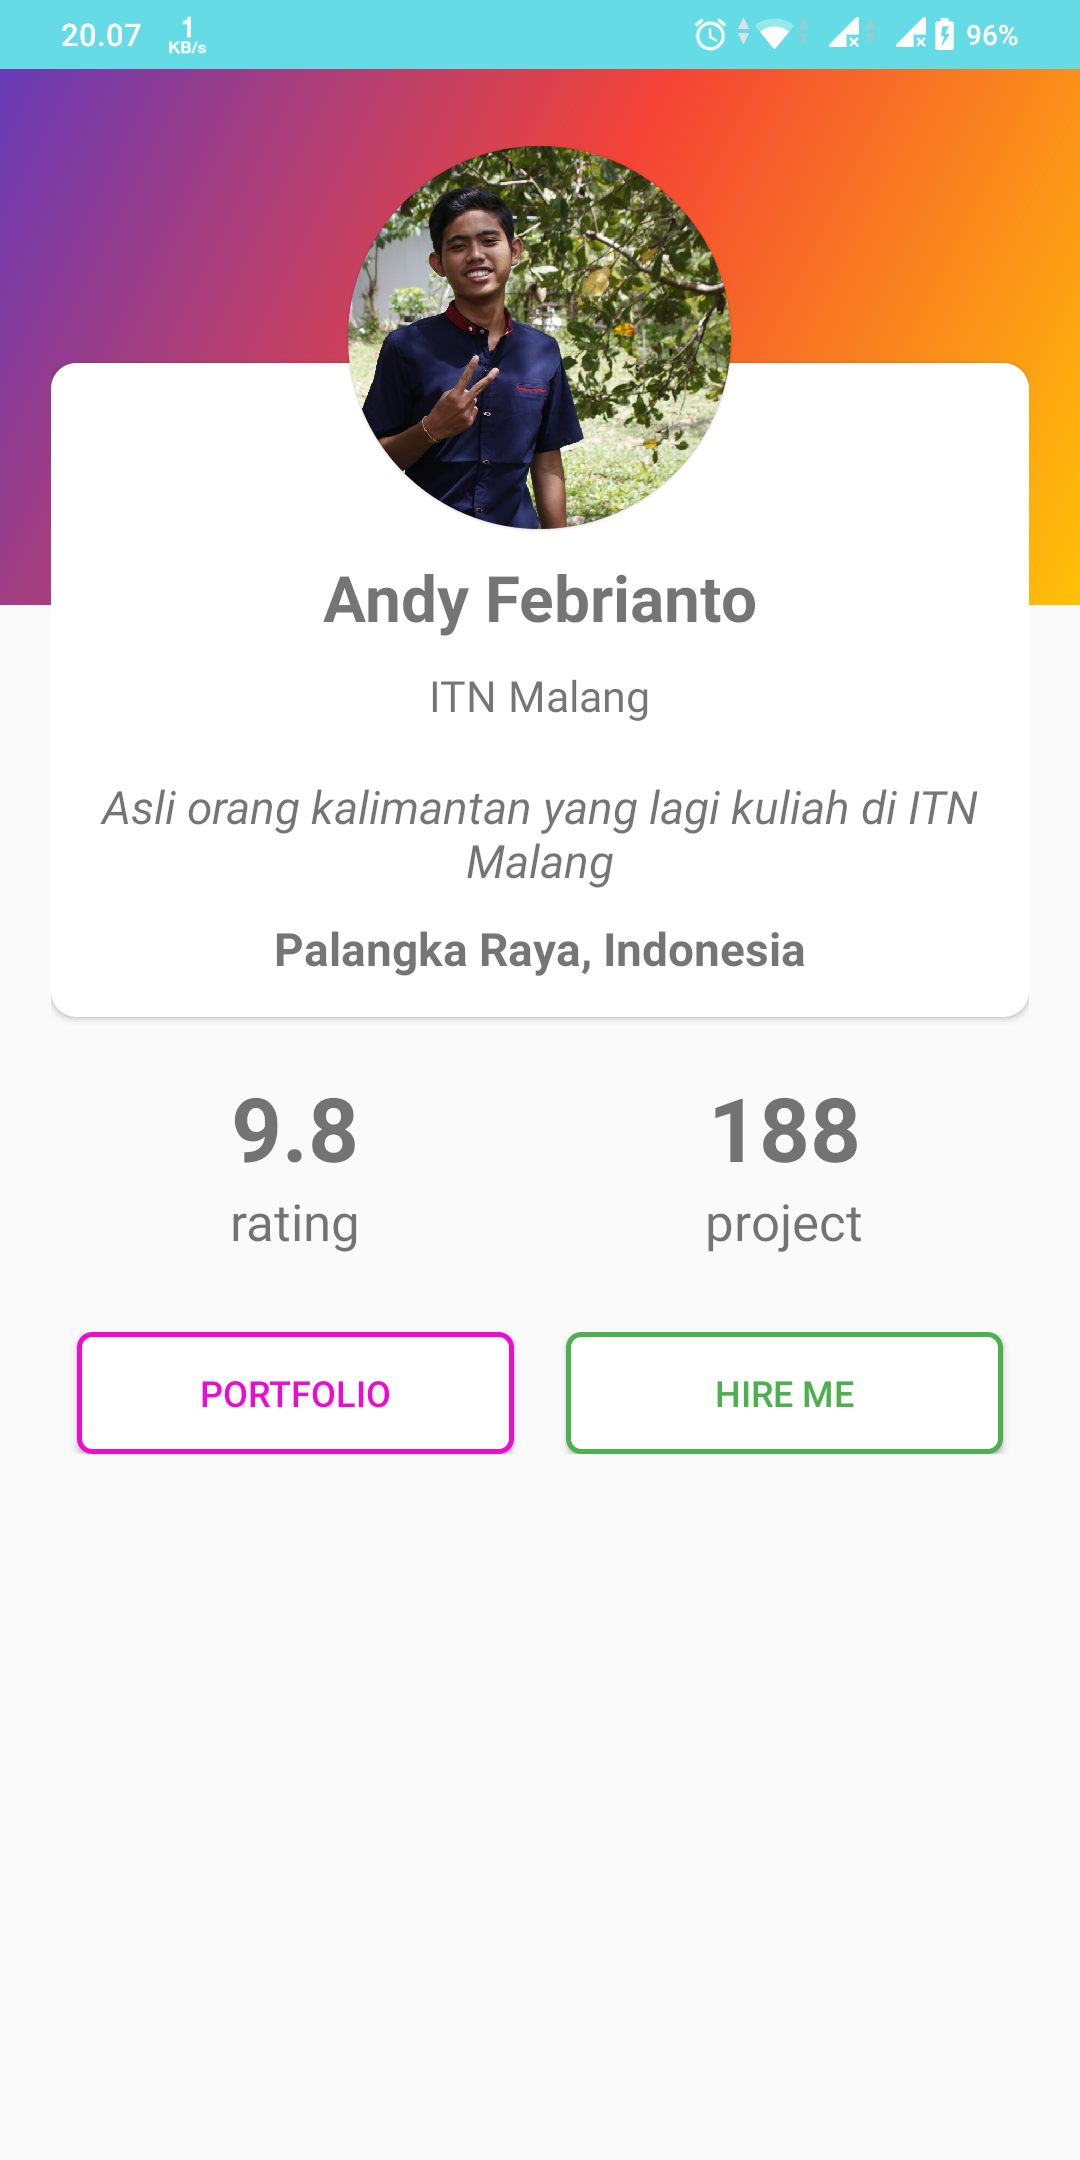 20.07
1
KB/s
96%
Andy Febrianto
ITN Malang
Asli orang kalimantan yang lagi kuliah di ITN
Malang
Palangka Raya, Indonesia
9.8
188
rating
project
PORTFOLIO
HIRE ME